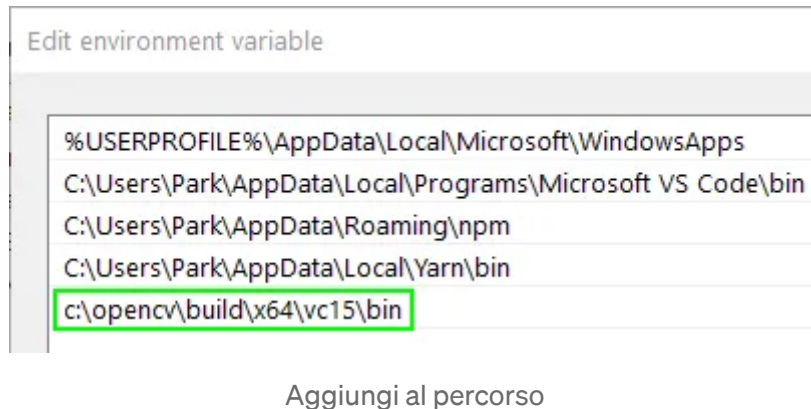 Edit environment variable
%USERPROFILE%\AppData\Local\Microsoft\WindowsApps
C:\Users\Park\AppData\Local\Programs\Microsoft VS Code\bin
C:\Users\Park\AppData\Roaming\npm
C:\Users\Park\AppData\Local\Yarn\bin
c:\opencv\build\x64\vc15\bin
Aggiungi al percorso